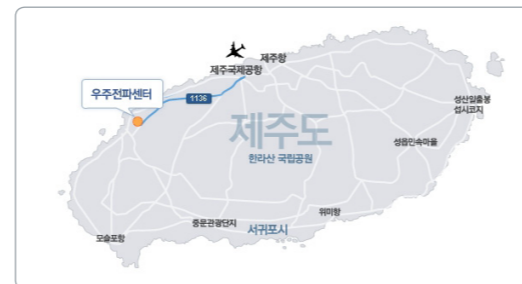 제주항
제주국제공항
우주전파센터
1136
성산일출봉
섭시코지
제주도
성읍민속마을
한라산 국립공원
위미항
중문관광단지
서귀포시
모슬포항